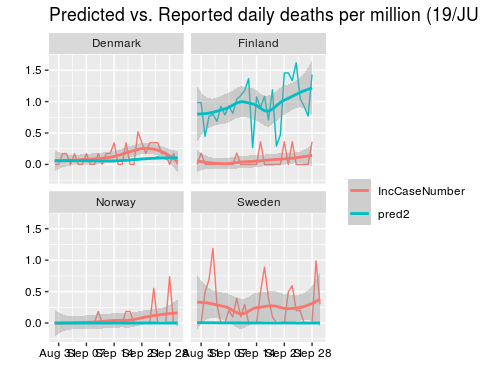 Predicted vs. Reported daily deaths per million (19/JU
Denmark Finland
1.5
1.0
0.5
0.0
IncCaseNumber
pred2
Norway Sweden
1.5
1.0
0.5
0.0
Aug 31 Sep 07 Sep 14 Sep 21 Sep 28 Aug 31 Sep 07 Sep 14 Sep 21 Sep 28